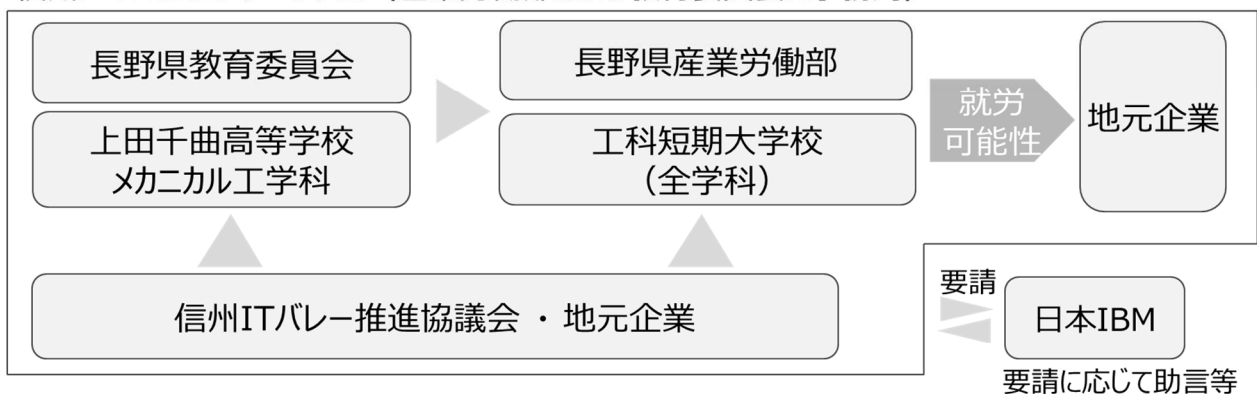 長野県教育委員会
長野県産業労働部
上田千曲高等学校
メカニカル工学科
工科短期大学校
（全学科）
就労
可能性
地元企業
信州ITバレー推進協議会 ・ 地元企業
要請
日本IBM
要請に応じて助言等